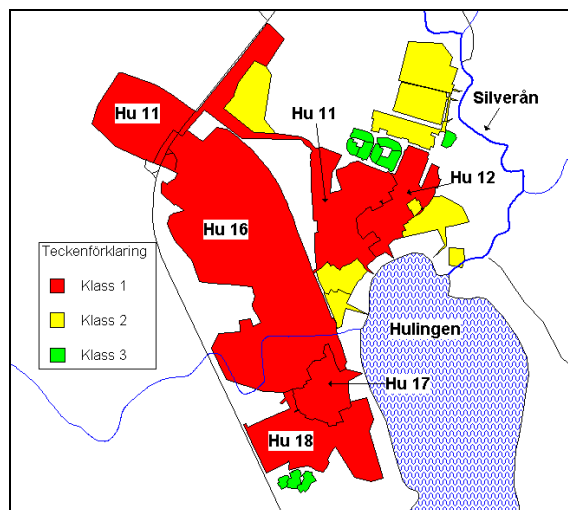 Silverån
Hu 11
Hu 11
Hu 12
Hu 16
Teckenförklaring
Klass 1
Klass 2
Klass 3
Hulingen
Hu 17
Hu 18